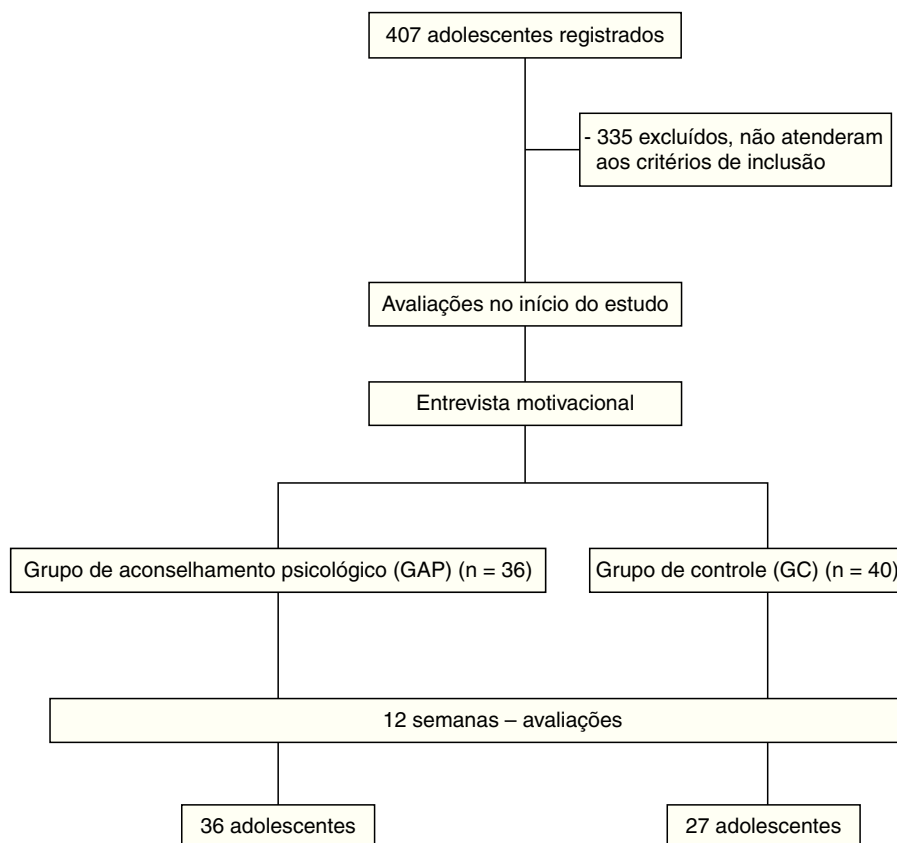 407 adolescentes registrados
- 335 excluídos, não atenderam
aos critérios de inclusão
Avaliações no início do estudo
Entrevista motivacional
Grupo de aconselhamento psicológico (GAP) (n = 36)
Grupo de controle (GC) (n = 40)
12 semanas – avaliações
36 adolescentes
27 adolescentes